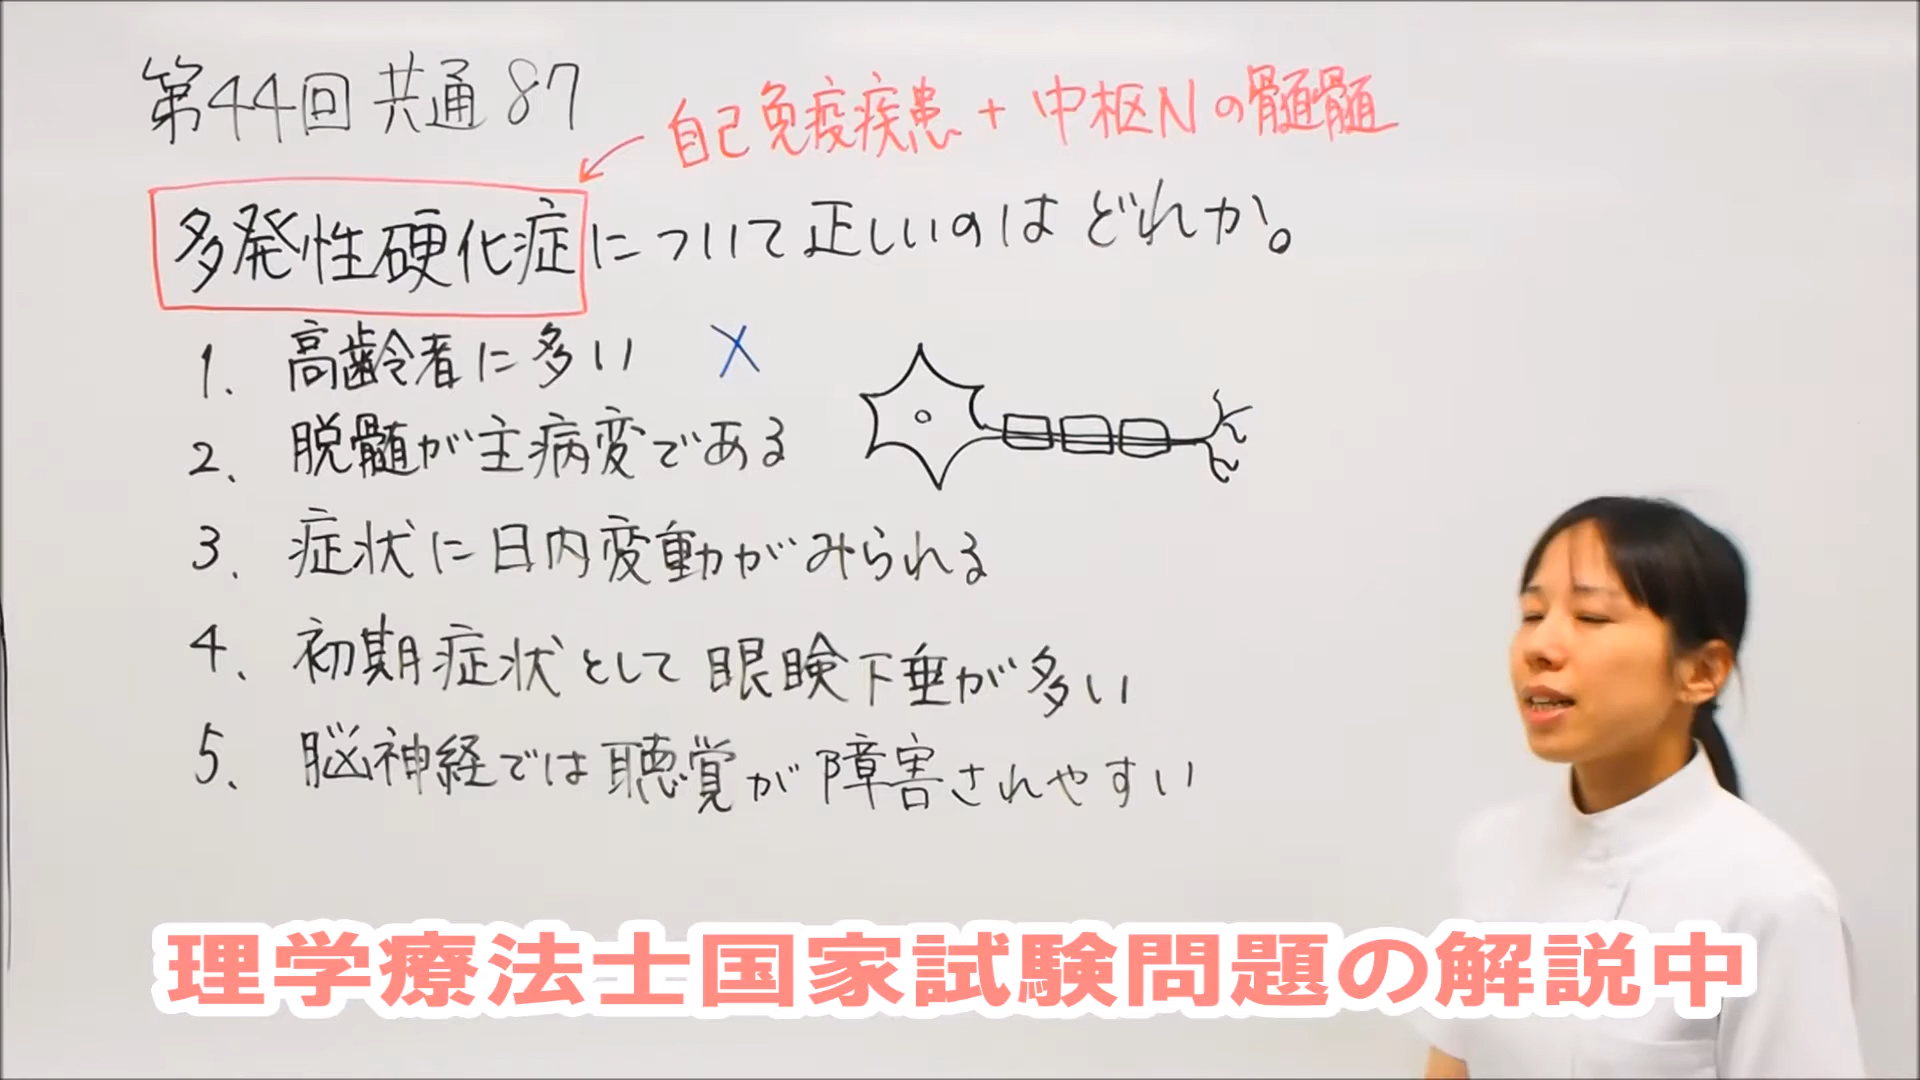 第44回 共通 87
自己免疫疾患 + 中枢Nの髄髄
多発性硬化症について正しいのはどれか。
1. 高齢者に多い ×
2. 脱髄が主病変である
3. 症状に日内変動がみられる
4. 初期症状として眼瞼下垂が多い
5. 脳神経では聴覚が障害されやすい
理学療法士国家試験問題の解説中